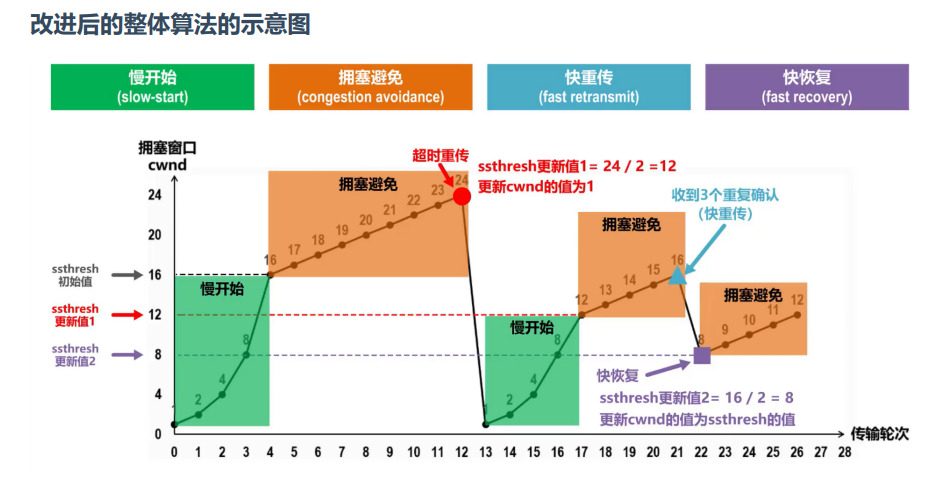 改进后的整体算法的示意图
慢开始
(slow-start)
拥塞避免
(congestion avoidance)
快重传
(fast retransmit)
快恢复
(fast recovery)
拥塞窗口
cwnd
超时重传
ssthresh更新值1= 24 / 2 =12
更新cwnd的值为1
收到3个重复确认
(快重传)
24
20
16
12
8
4
0
ssthresh
初始值
ssthresh
更新值1
ssthresh
更新值2
慢开始
2
4
8
拥塞避免
16
17
18
19
20
21
22
23
24
慢开始
1
2
4
8
拥塞避免
12
13
14
15
16
拥塞避免
8
9
10
11
12
快恢复
ssthresh更新值2= 16 / 2 = 8
更新cwnd的值为ssthresh的值
传输轮次
0 1 2 3 4 5 6 7 8 9 10 11 12 13 14 15 16 17 18 19 20 21 22 23 24 25 26 27 28